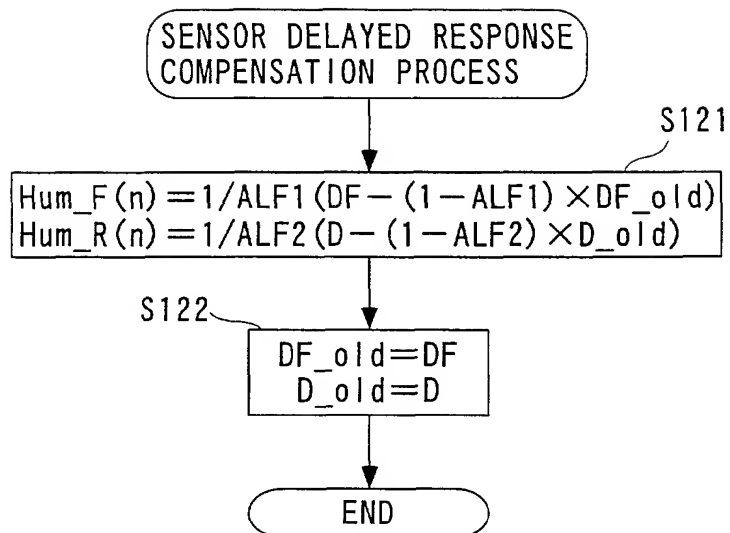 SENSOR DELAYED RESPONSE
COMPENSATION PROCESS
S121
Hum_F(n)=1/ALF1(DF-(1-ALF1)×DF_old)
Hum_R(n)=1/ALF2(D-(1-ALF2)×D_old)
S122
DF_old=DF
D_old=D
END